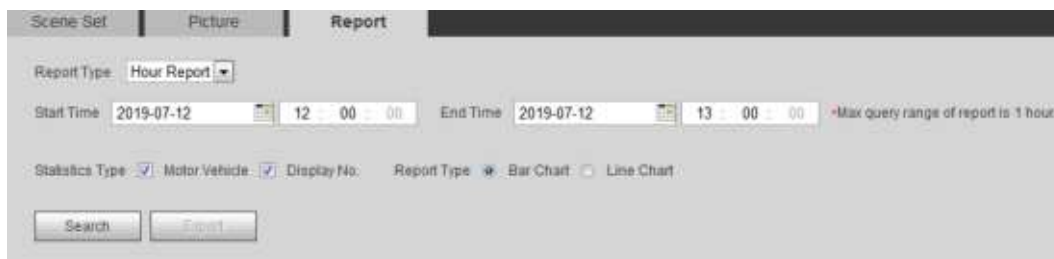 Scene Set Picture Report
Report Type Hour Report
Start Time 2019-07-12 12 : 00 : 00 End Time 2019-07-12 13 : 00 : 00 *Max query range of report is 1 hour
Statistics Type Motor Vehicle Display No. Report Type Bar Chart Line Chart
Search Export